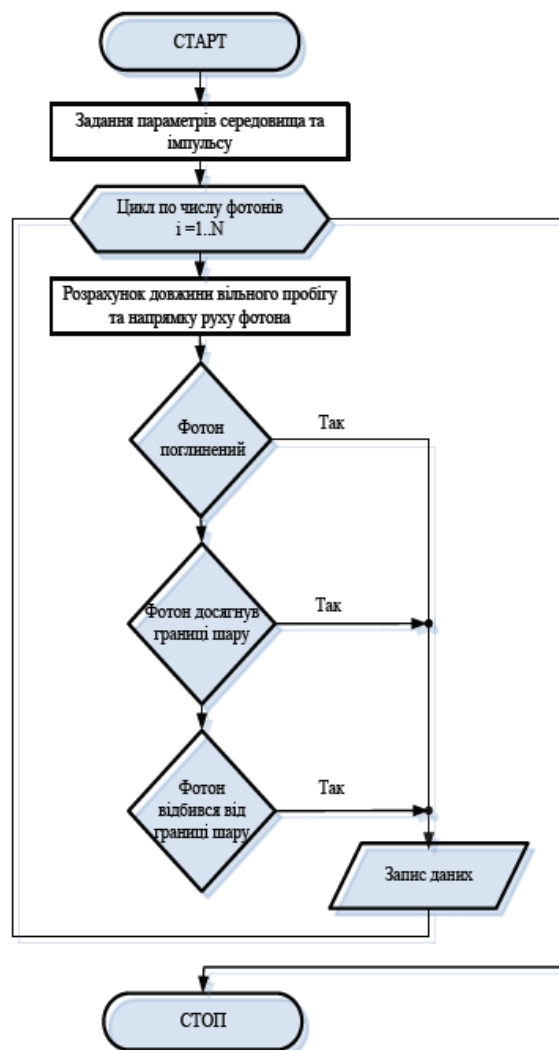 СТАРТ
Задання параметрів середовища та
імпульсу
Цикл по числу фотонів
і =1..N
Розрахунок довжини вільного пробігу
та напрямку руху фотона
Фотон
поглинений
Так
Фотон досягнув
границі шару
Так
Фотон
відбився від
границі шару
Так
Запис даних
СТОП